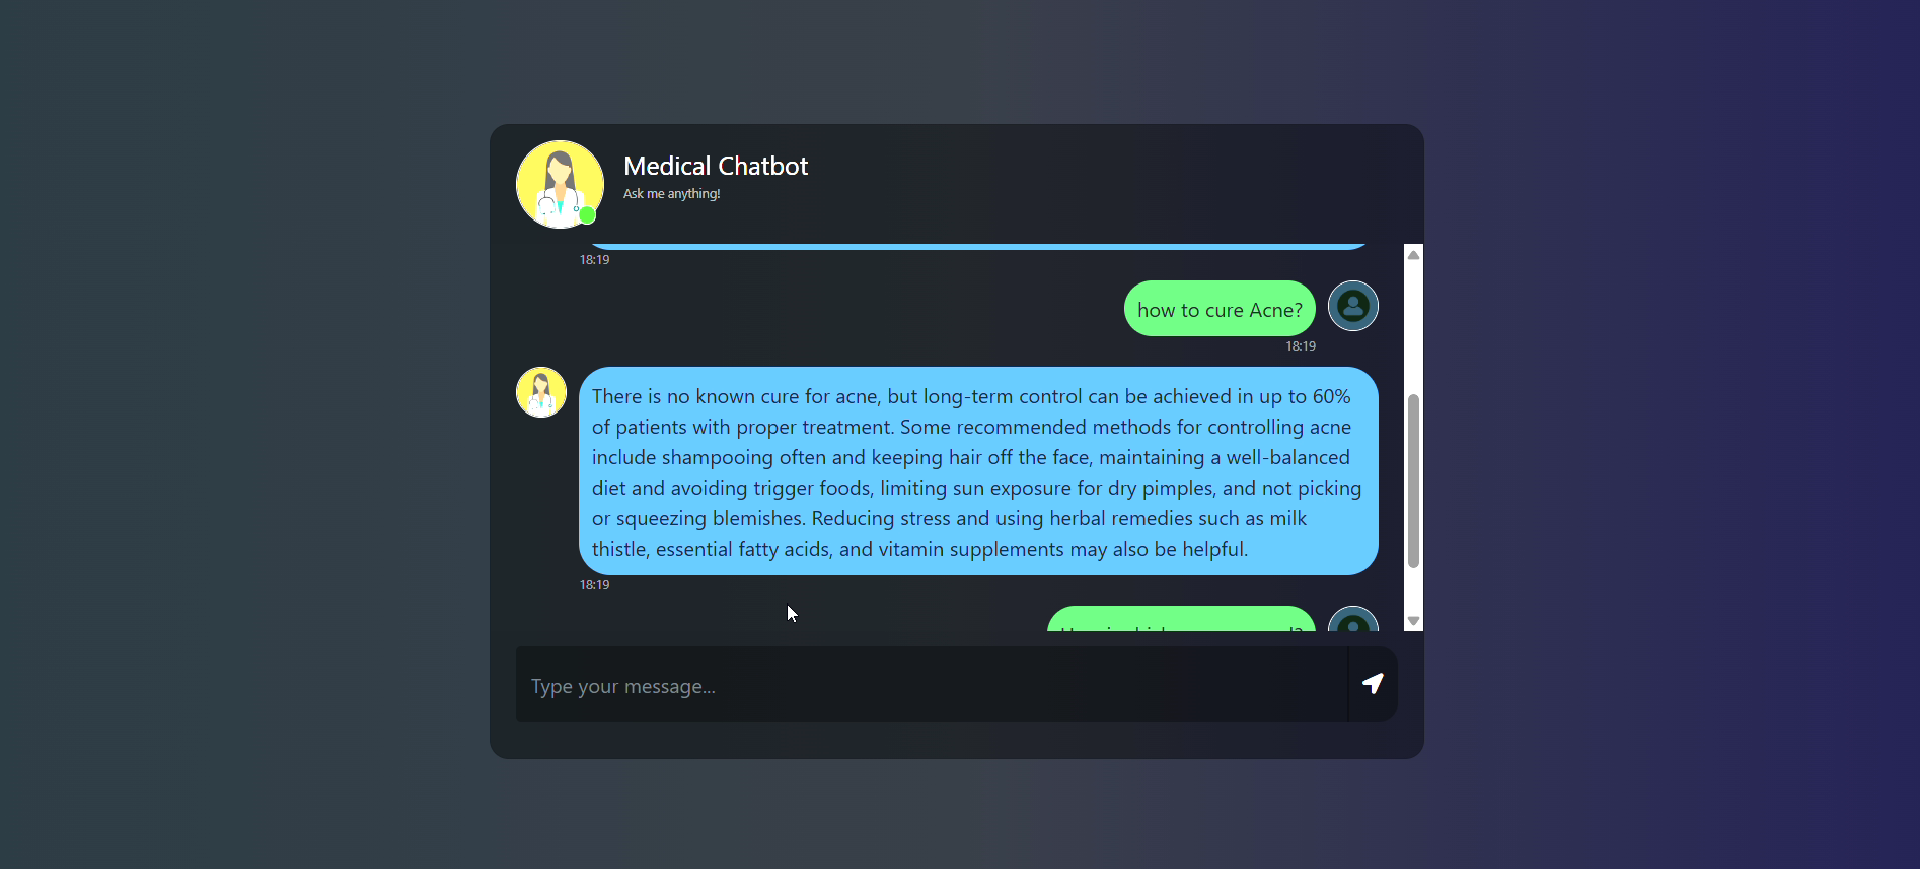 Medical Chatbot
Ask me anything!
18:19
how to cure Acne?
18:19
There is no known cure for acne, but long-term control can be achieved in up to 60%
of patients with proper treatment. Some recommended methods for controlling acne
include shampooing often and keeping hair off the face, maintaining a well-balanced
diet and avoiding trigger foods, limiting sun exposure for dry pimples, and not picking
or squeezing blemishes. Reducing stress and using herbal remedies such as milk
thistle, essential fatty acids, and vitamin supplements may also be helpful.
18:19
Type your message...